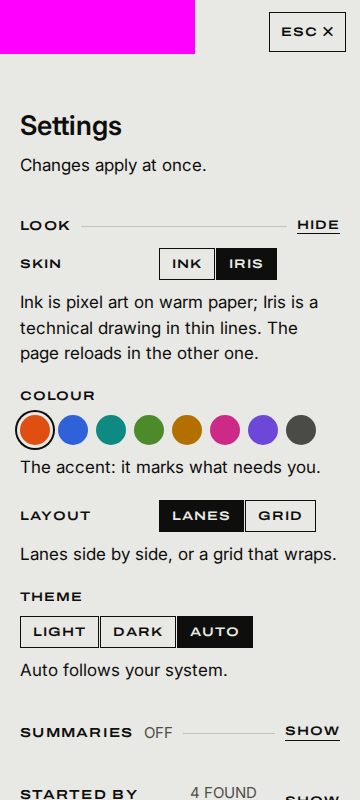 ESC ✕
Settings
Changes apply at once.
LOOK HIDE
SKIN INK IRIS
Ink is pixel art on warm paper; Iris is a
technical drawing in thin lines. The
page reloads in the other one.
COLOUR
The accent: it marks what needs you.
LAYOUT LANES GRID
Lanes side by side, or a grid that wraps.
THEME
LIGHT DARK AUTO
Auto follows your system.
SUMMARIES OFF SHOW
STARTED BY 4 FOUND SHOW